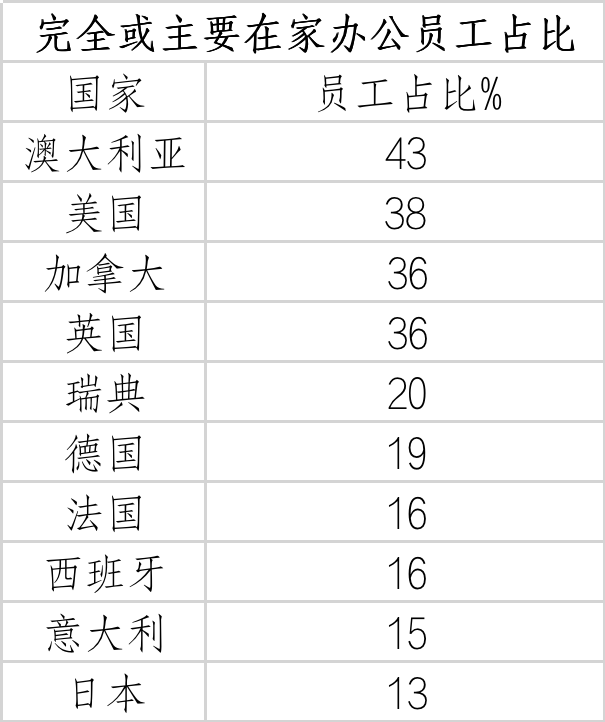 完全或主要在家办公员工占比
国家 员工占比%
澳大利亚 43
美国 38
加拿大 36
英国 36
瑞典 20
德国 19
法国 16
西班牙 16
意大利 15
日本 13